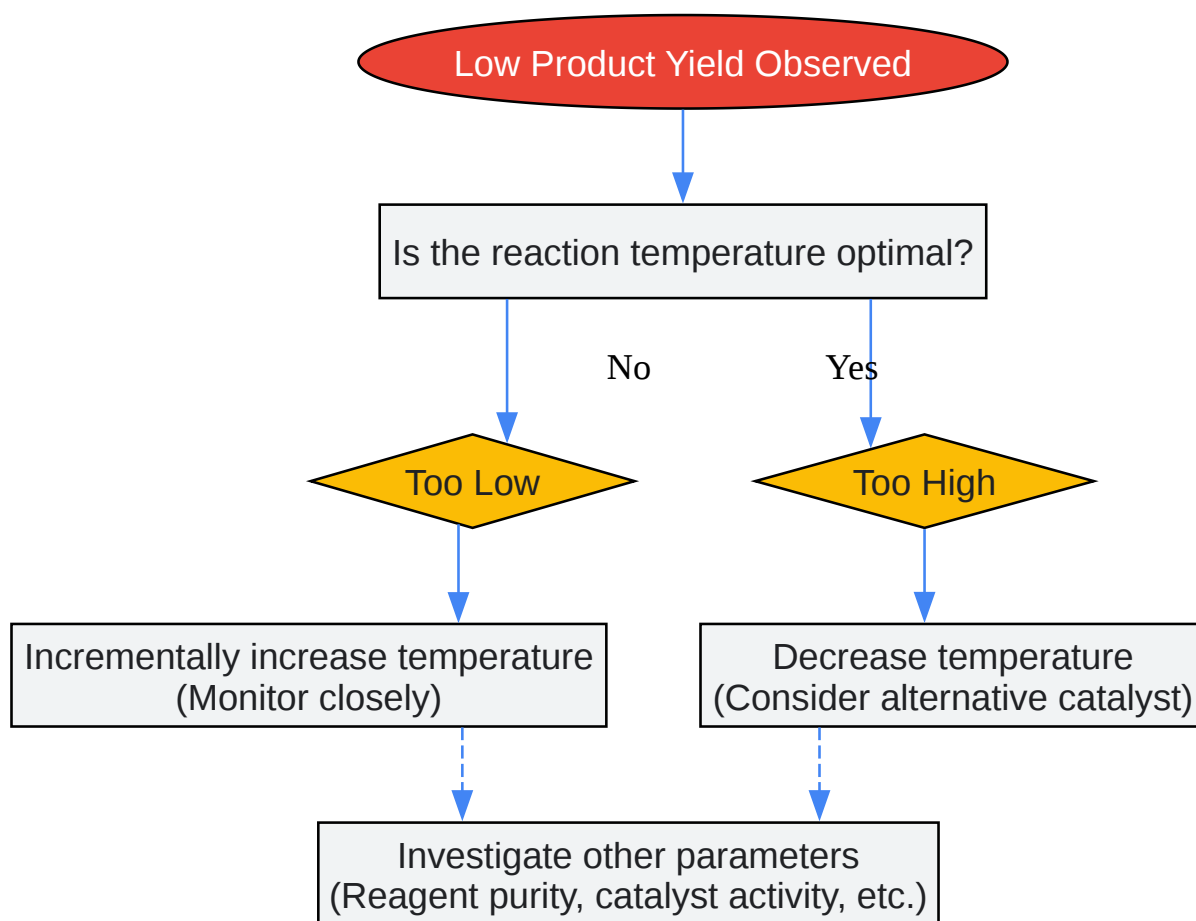 Low Product Yield Observed
Is the reaction temperature optimal?
No
Yes
Too Low
Too High
Incrementally increase temperature
(Monitor closely)
Decrease temperature
(Consider alternative catalyst)
Investigate other parameters
(Reagent purity, catalyst activity, etc.)